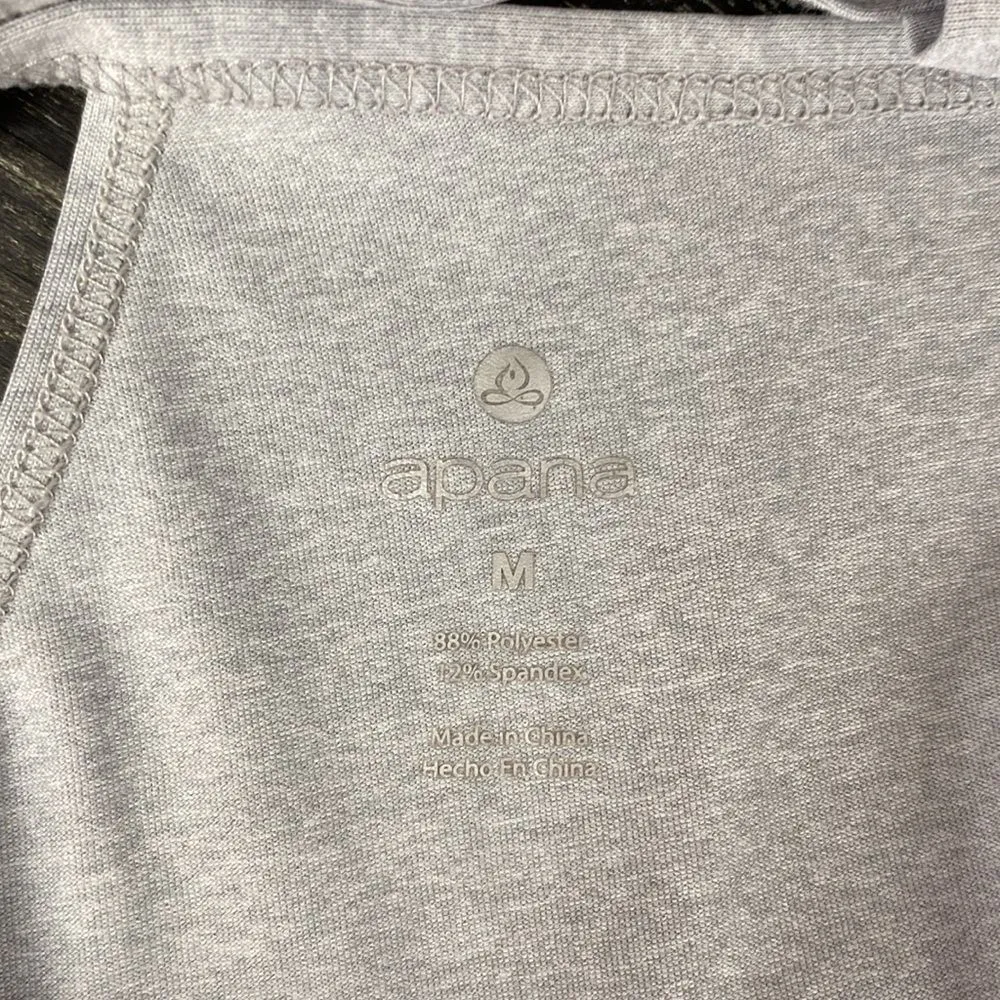 apana
M
88% Polyester
12% Spandex
Made in China
Hecho En China